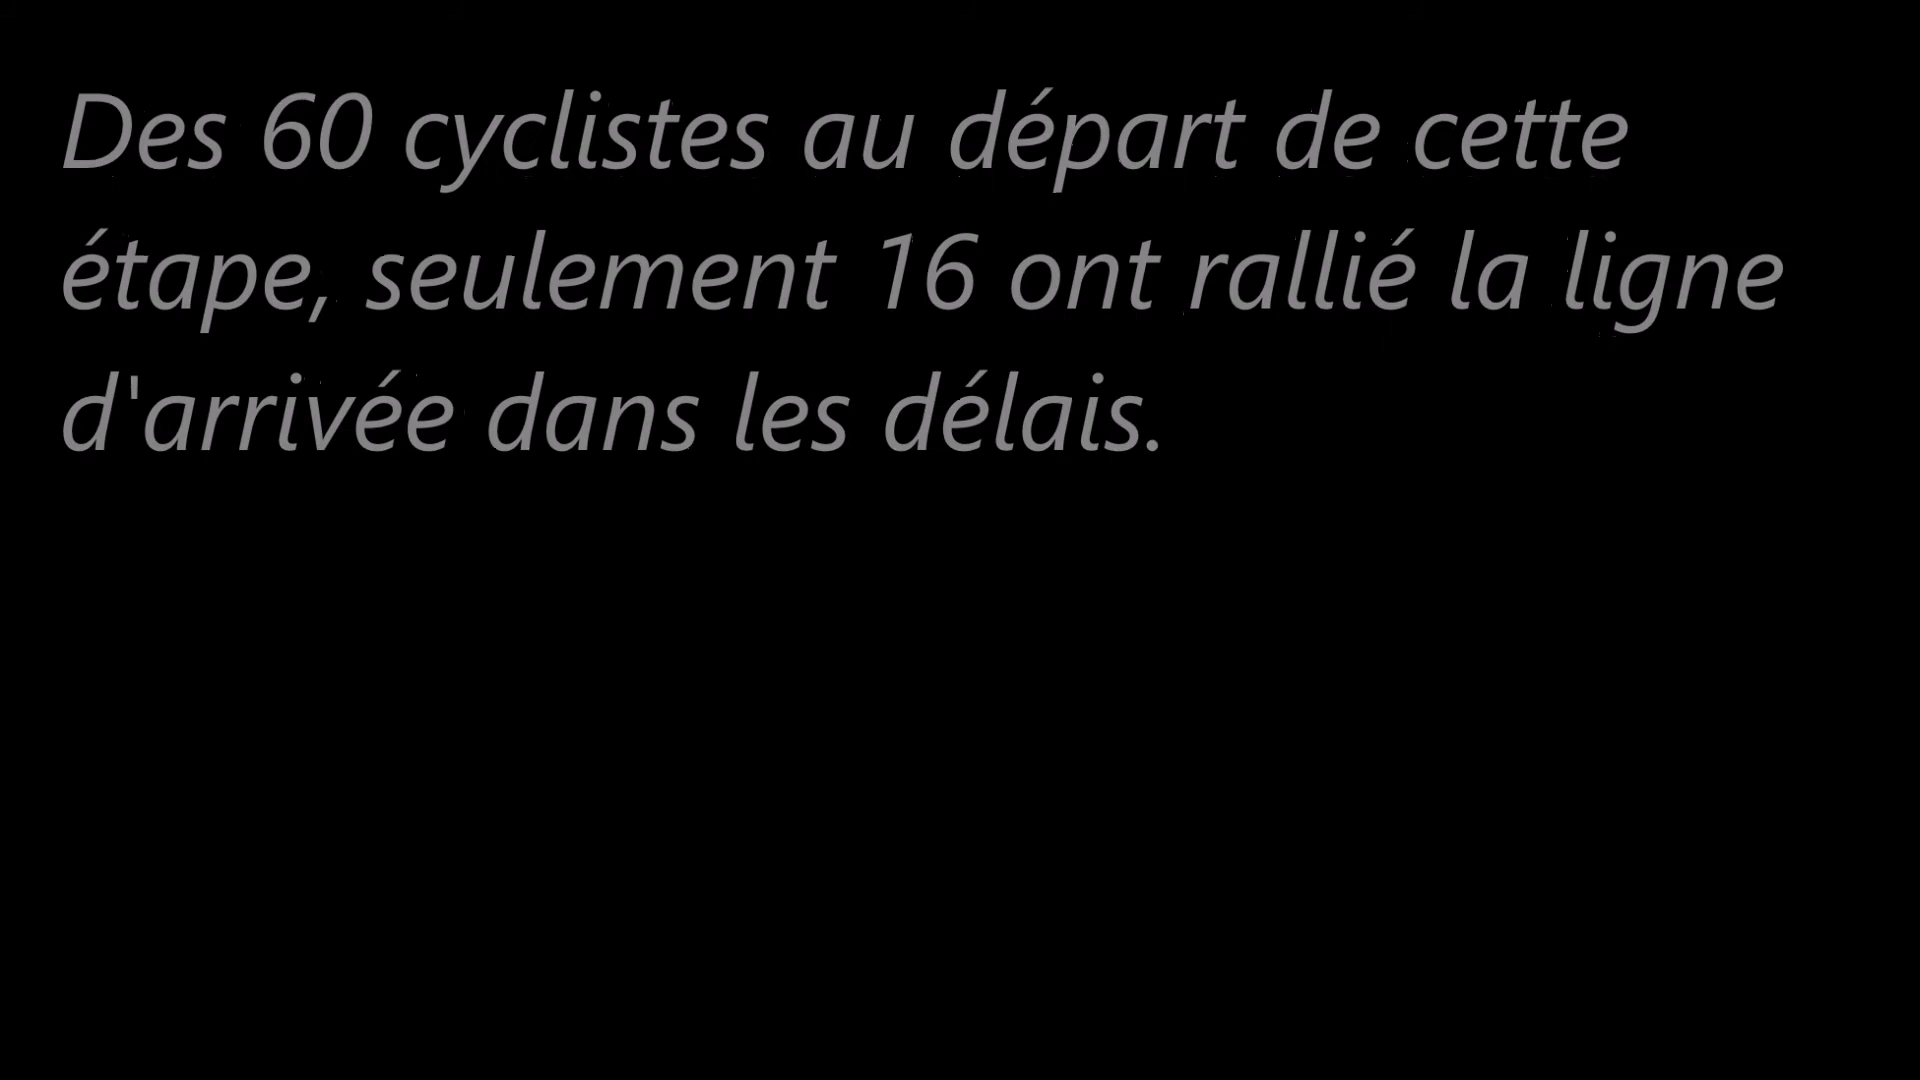 Des 60 cyclistes au départ de cette
étape, seulement 16 ont rallié la ligne
d'arrivée dans les délais.